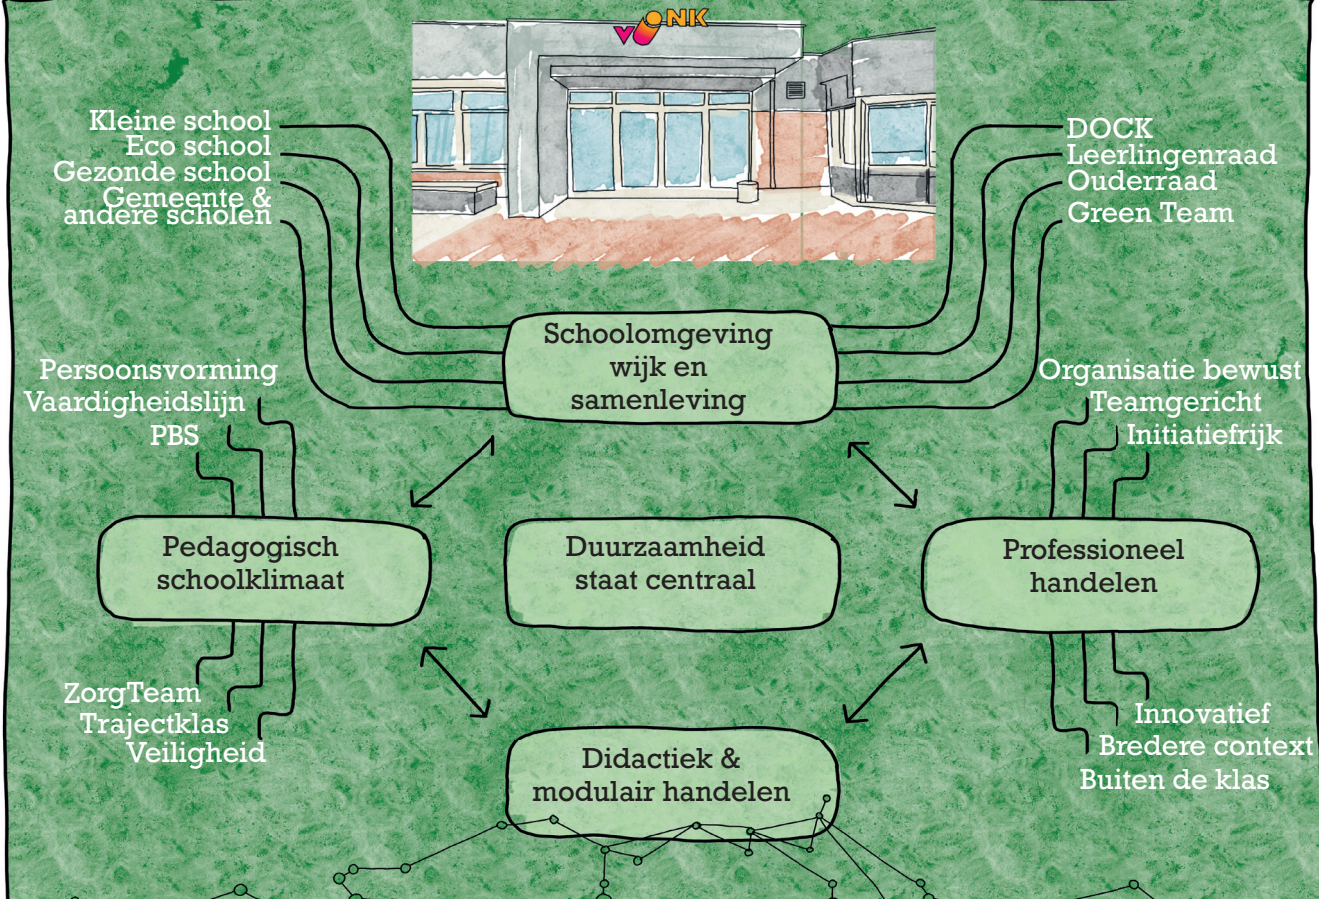 VONK
Kleine school
Eco school
Gezonde school
Gemeente &
andere scholen
DOCK
Leerlingenraad
Ouderraad
Green Team
Schoolomgeving
wijk en
samenleving
Persoonsvorming
Vaardigheidslijn
PBS
Organisatie bewust
Teamgericht
Initiatiefrijk
Pedagogisch
schoolklimaat
Duurzaamheid
staat centraal
Professioneel
handelen
ZorgTeam
Trajectklas
Veiligheid
Innovatief
Bredere context
Buiten de klas
Didactiek &
modulair handelen